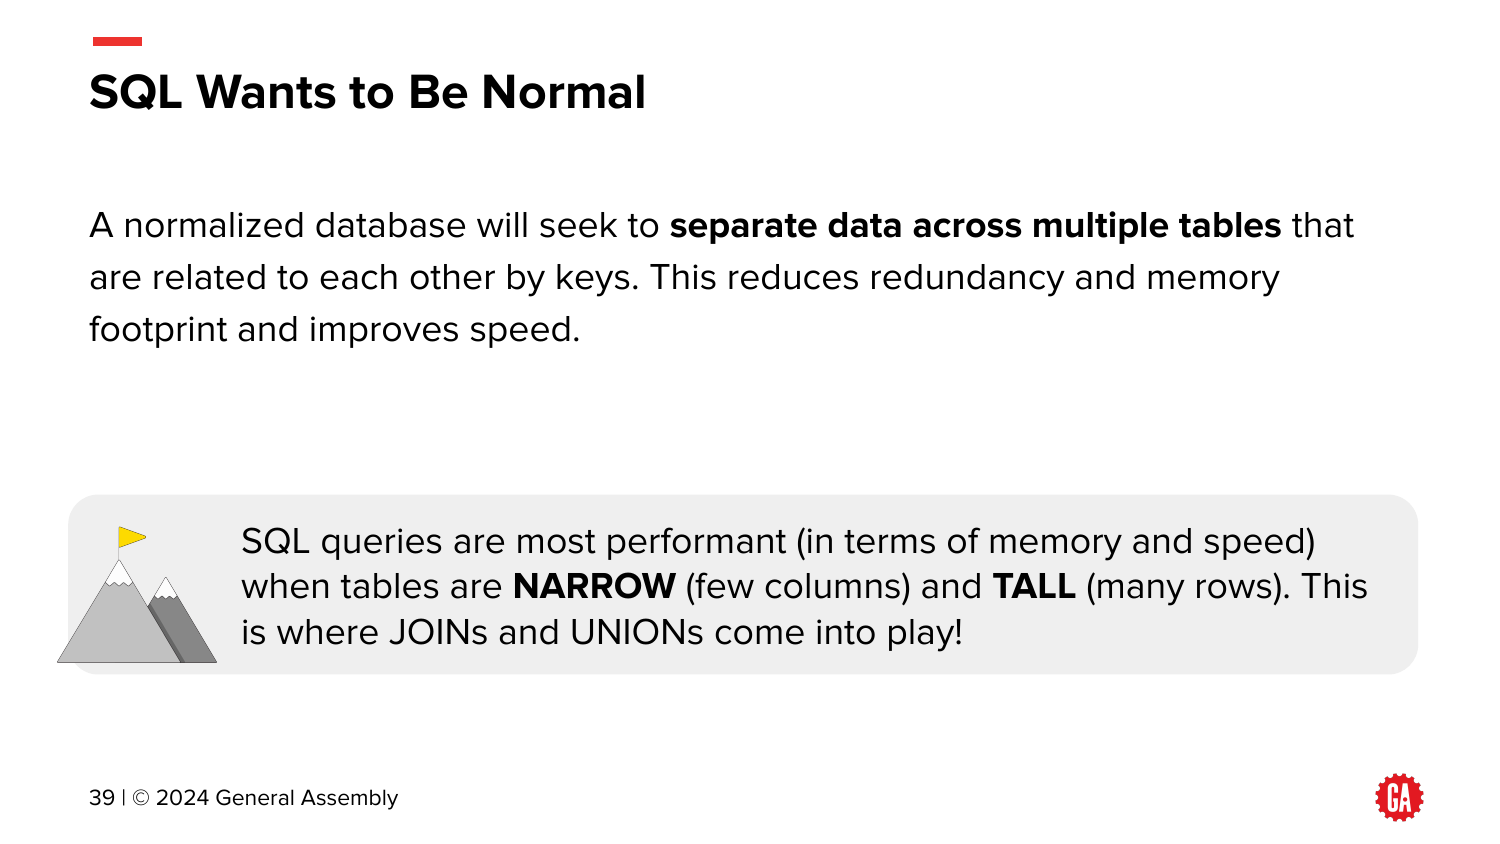 SQL Wants to Be Normal
A normalized database will seek to separate data across multiple tables that
are related to each other by keys. This reduces redundancy and memory
footprint and improves speed.
SQL queries are most performant (in terms of memory and speed)
when tables are NARROW (few columns) and TALL (many rows). This
is where JOINs and UNIONs come into play!
39 | © 2024 General Assembly
GA